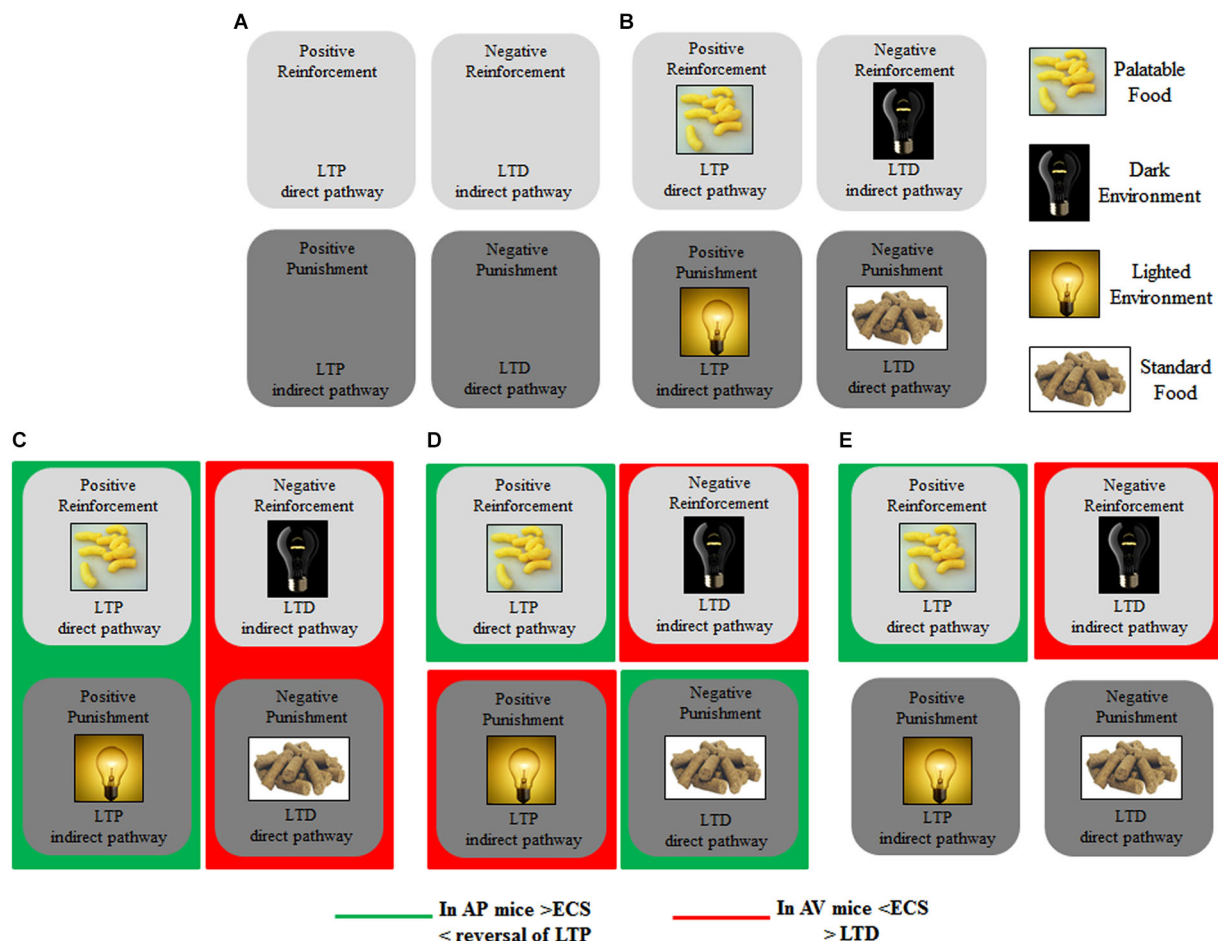 A
Positive
Reinforcement
LTP
direct pathway
Negative
Reinforcement
LTD
indirect pathway
Positive
Punishment
LTP
indirect pathway
Negative
Punishment
LTD
direct pathway
B
Positive
Reinforcement
LTP
direct pathway
Negative
Reinforcement
LTD
indirect pathway
Positive
Punishment
LTP
indirect pathway
Negative
Punishment
LTD
direct pathway
Palatable
Food
Dark
Environment
Lighted
Environment
Standard
Food
C
Positive
Reinforcement
LTP
direct pathway
Negative
Reinforcement
LTD
indirect pathway
Positive
Punishment
LTP
indirect pathway
Negative
Punishment
LTD
direct pathway
D
Positive
Reinforcement
LTP
direct pathway
Negative
Reinforcement
LTD
indirect pathway
Positive
Punishment
LTP
indirect pathway
Negative
Punishment
LTD
direct pathway
E
Positive
Reinforcement
LTP
direct pathway
Negative
Reinforcement
LTD
indirect pathway
Positive
Punishment
LTP
indirect pathway
Negative
Punishment
LTD
direct pathway
In AP mice >ECS
< reversal of LTP
In AV mice <ECS
> LTD